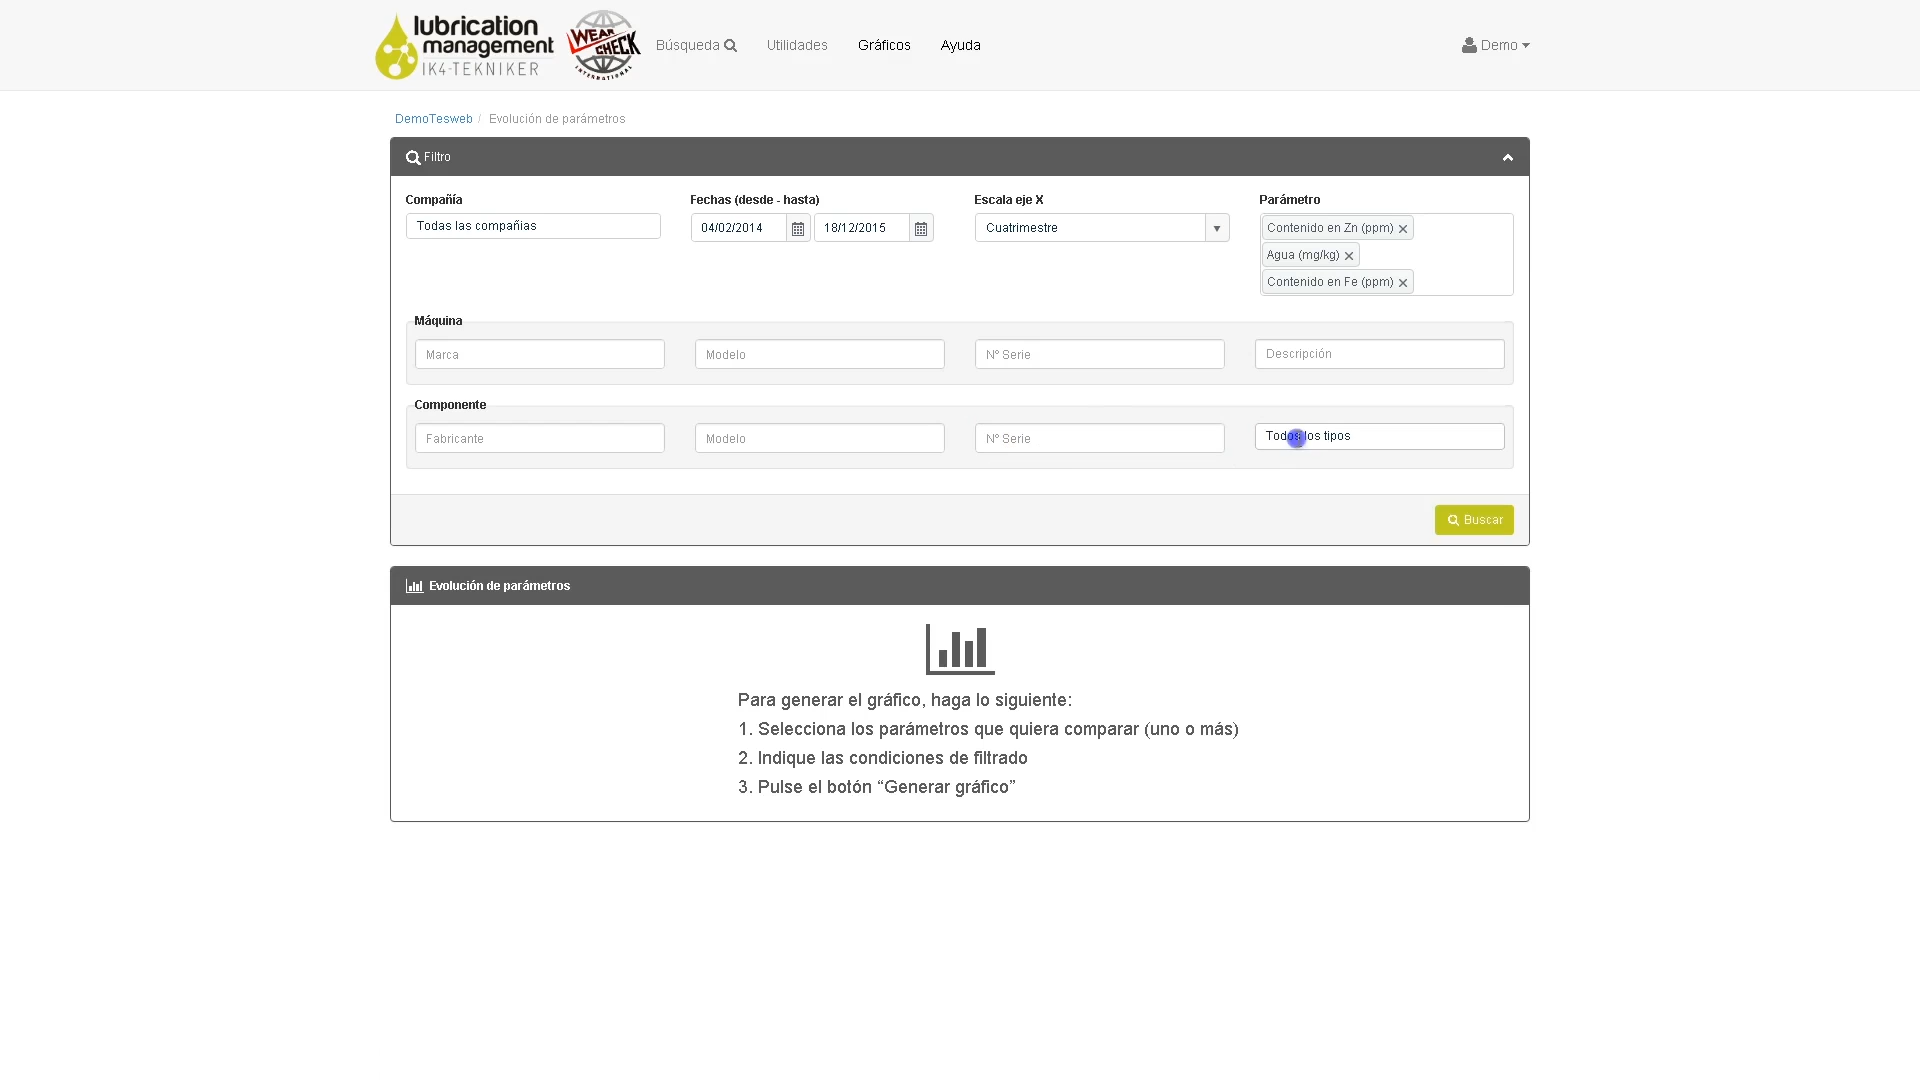 lubrication
management
IK4-TEKNIKER
WEAR
CHECK
INTERNATIONAL
Búsqueda
Utilidades
Gráficos
Ayuda
Demo
DemoTesweb / Evolución de parámetros
Filtro
Compañía
Fechas (desde - hasta)
Escala eje X
Parámetro
Todas las compañias
04/02/2014
18/12/2015
Cuatrimestre
Contenido en Zn (ppm)
Agua (mg/kg)
Contenido en Fe (ppm)
Máquina
Marca
Modelo
Nº Serie
Descripción
Componente
Fabricante
Modelo
Nº Serie
Todos los tipos
Buscar
Evolución de parámetros
Para generar el gráfico, haga lo siguiente:
1. Selecciona los parámetros que quiera comparar (uno o más)
2. Indique las condiciones de filtrado
3. Pulse el botón “Generar gráfico”